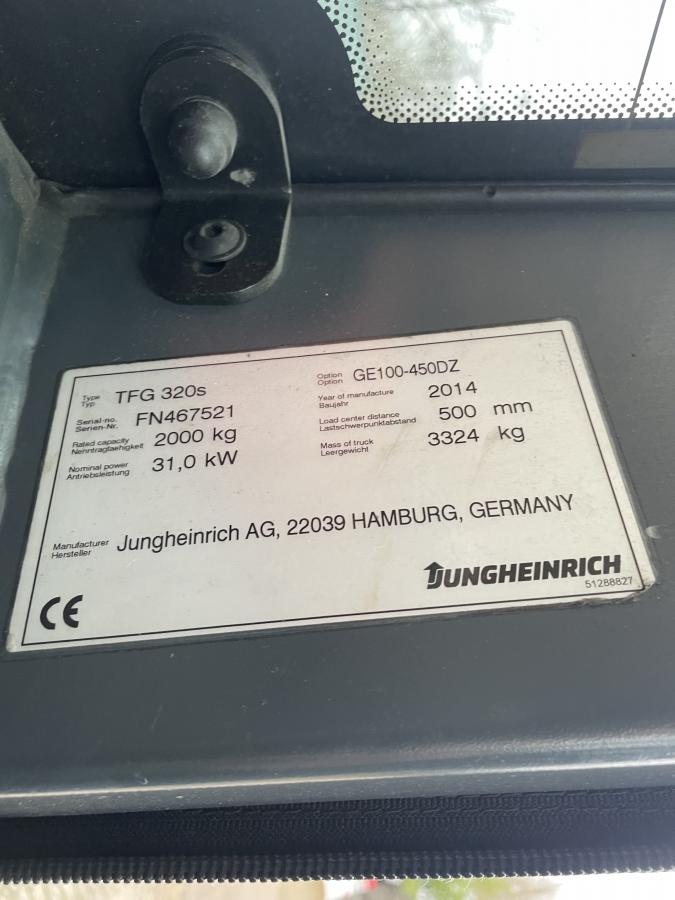 Type
Typ TFG 320s
Option
Option GE100-450DZ
Serial-no.
Serien-Nr. FN467521
Year of manufacture
Baujahr 2014
Rated capacity
Nenntragfaehigkeit 2000 kg
Load center distance
Lastschwerpunktabstand 500 mm
Nominal power
Antriebsleistung 31,0 kW
Mass of truck
Leergewicht 3324 kg
Manufacturer
Hersteller Jungheinrich AG, 22039 HAMBURG, GERMANY
CE
JUNGHEINRICH
51288827